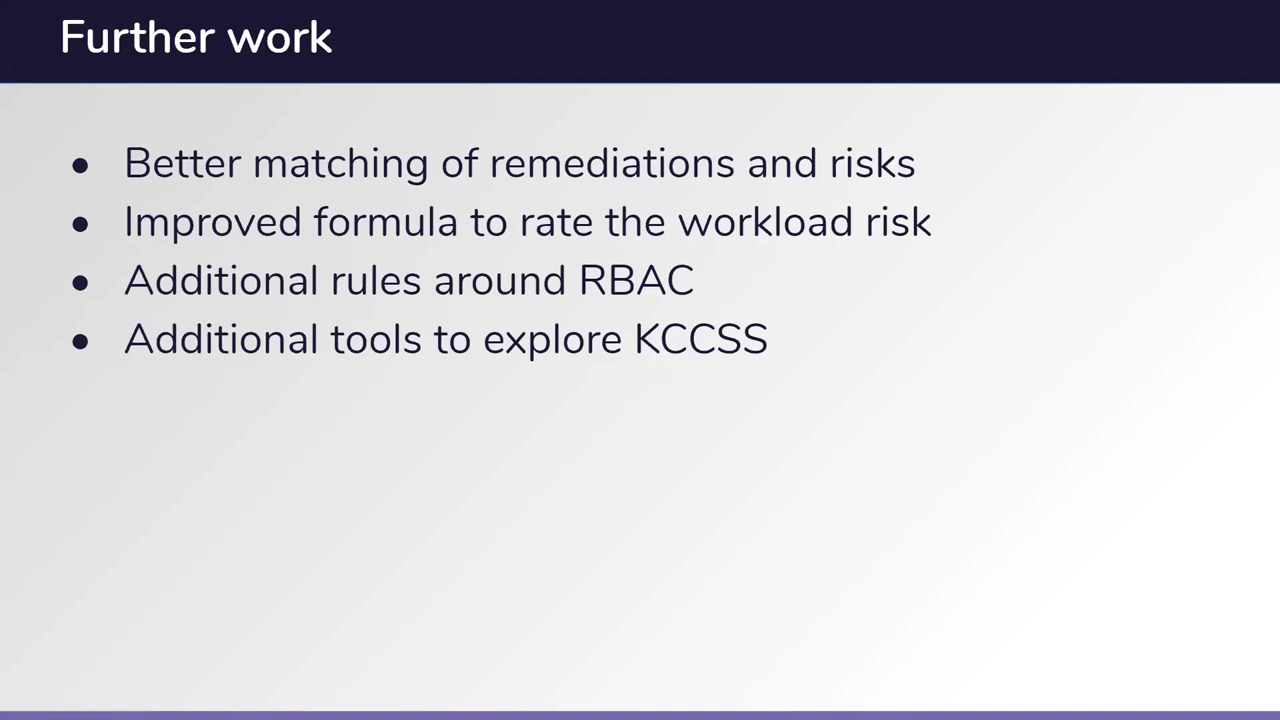 Further work
• Better matching of remediations and risks
• Improved formula to rate the workload risk
• Additional rules around RBAC
• Additional tools to explore KCCSS